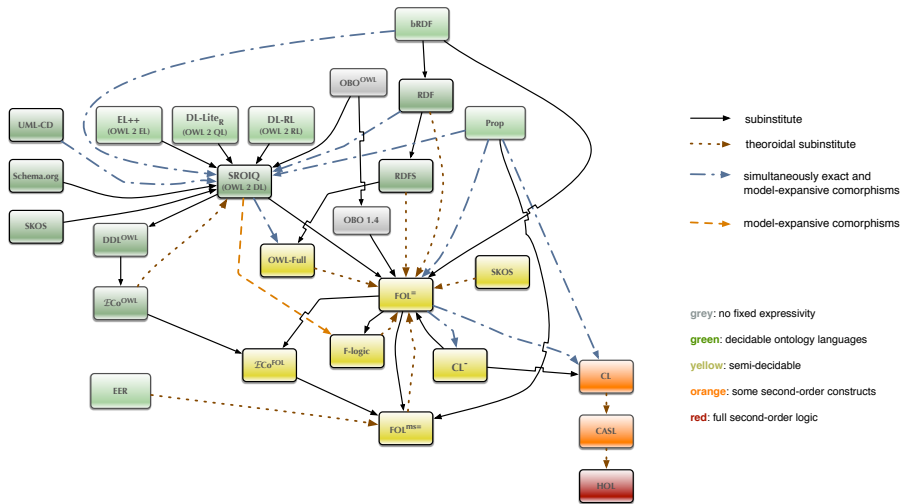 bRDF
OBO^OWL
RDF
UML-CD
EL++
(OWL 2 EL)
DL-Lite_R
(OWL 2 QL)
DL-RL
(OWL 2 RL)
Prop
subinstitute
theoroidal subinstitute
simultaneously exact and
model-expansive comorphisms
model-expansive comorphisms
Schema.org
SROIQ
(OWL 2 DL)
RDFS
SKOS
OBO 1.4
DDL^OWL
OWL-Full
SKOS
ℰCo^OWL
FOL^=
grey: no fixed expressivity
green: decidable ontology languages
yellow: semi-decidable
orange: some second-order constructs
red: full second-order logic
F-logic
ℰCo^FOL
CL^-
CL
EER
FOL^ms=
CASL
HOL